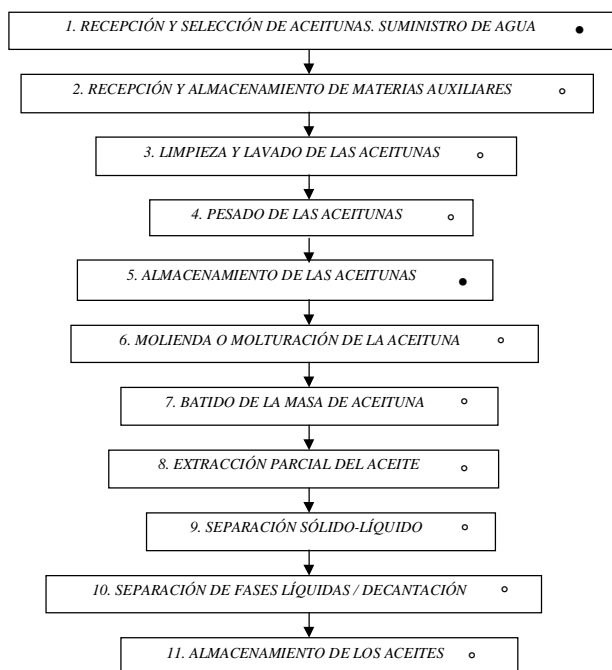 1. RECEPCIÓN Y SELECCIÓN DE ACEITUNAS. SUMINISTRO DE AGUA
2. RECEPCIÓN Y ALMACENAMIENTO DE MATERIAS AUXILIARES
3. LIMPIEZA Y LAVADO DE LAS ACEITUNAS
4. PESADO DE LAS ACEITUNAS
5. ALMACENAMIENTO DE LAS ACEITUNAS
6. MOLIENDA O MOLTURACIÓN DE LA ACEITUNA
7. BATIDO DE LA MASA DE ACEITUNA
8. EXTRACCIÓN PARCIAL DEL ACEITE
9. SEPARACIÓN SÓLIDO-LÍQUIDO
10. SEPARACIÓN DE FASES LÍQUIDAS / DECANTACIÓN
11. ALMACENAMIENTO DE LOS ACEITES